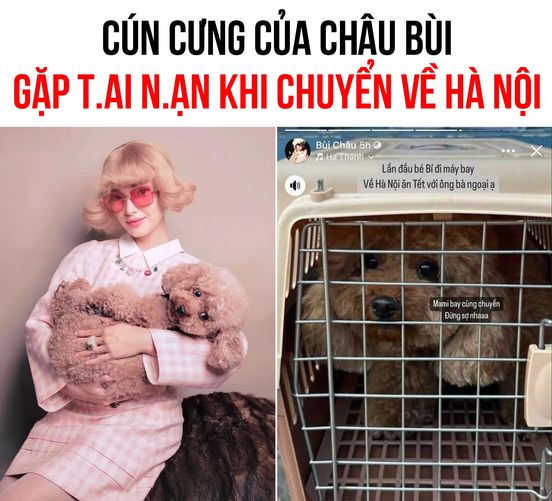 CÚN CƯNG CỦA CHÂU BÙI
GẶP T.AI N.ẠN KHI CHUYỂN VỀ HÀ NỘI
Bùi Châu 5h
Ha Thanh
Lần đầu bé Bí đi máy bay
Về Hà Nội ăn Tết với ông bà ngoại ạ
Mami bay cùng chuyến
Đừng sợ nhaaa